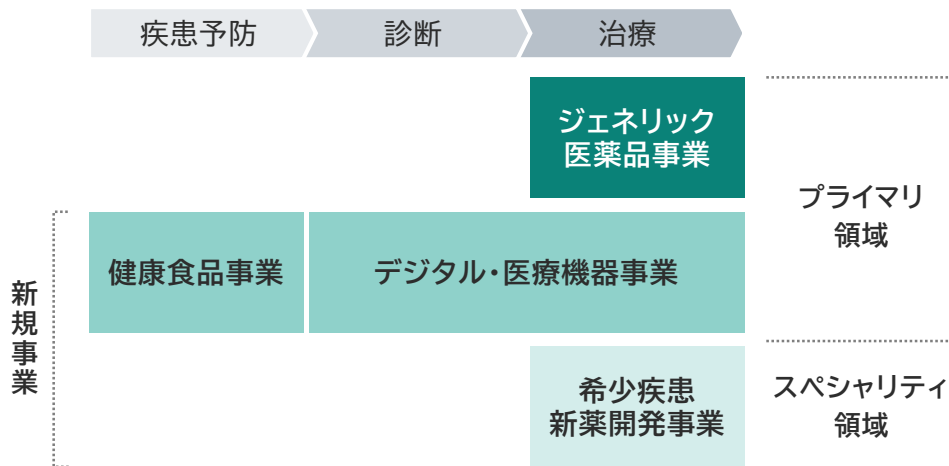 疾患予防
診断
治療
ジェネリック
医薬品事業
プライマリ
領域
新規事業
健康食品事業
デジタル・医療機器事業
希少疾患
新薬開発事業
スペシャリティ
領域